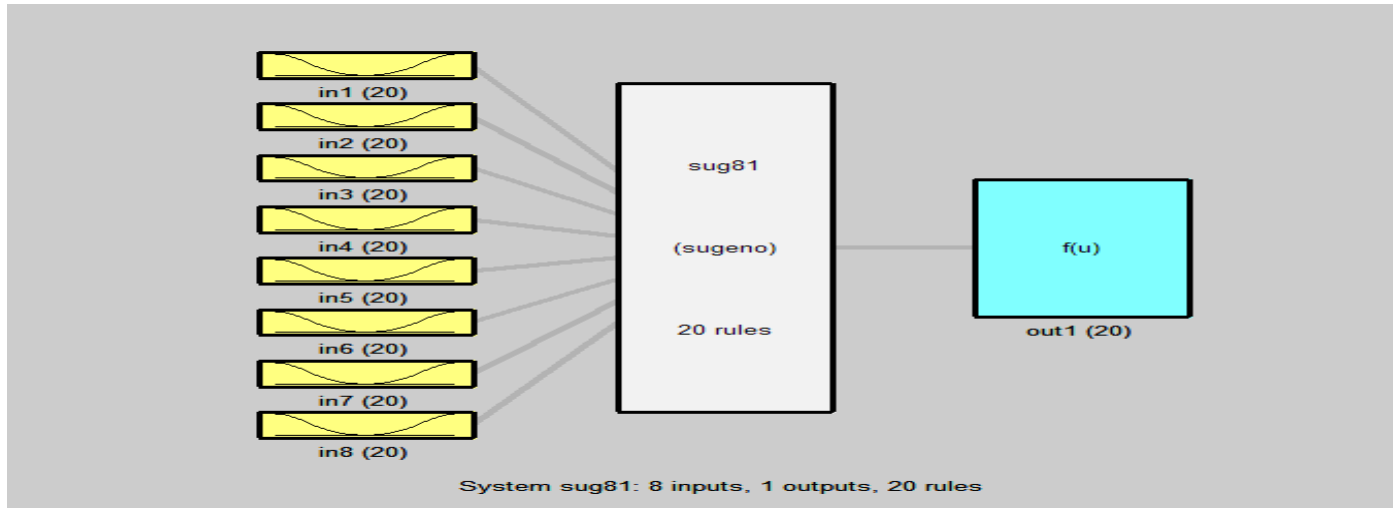 in1 (20)
in2 (20)
in3 (20)
in4 (20)
in5 (20)
in6 (20)
in7 (20)
in8 (20)
sug81
(sugeno)
20 rules
f(u)
out1 (20)
System sug81: 8 inputs, 1 outputs, 20 rules